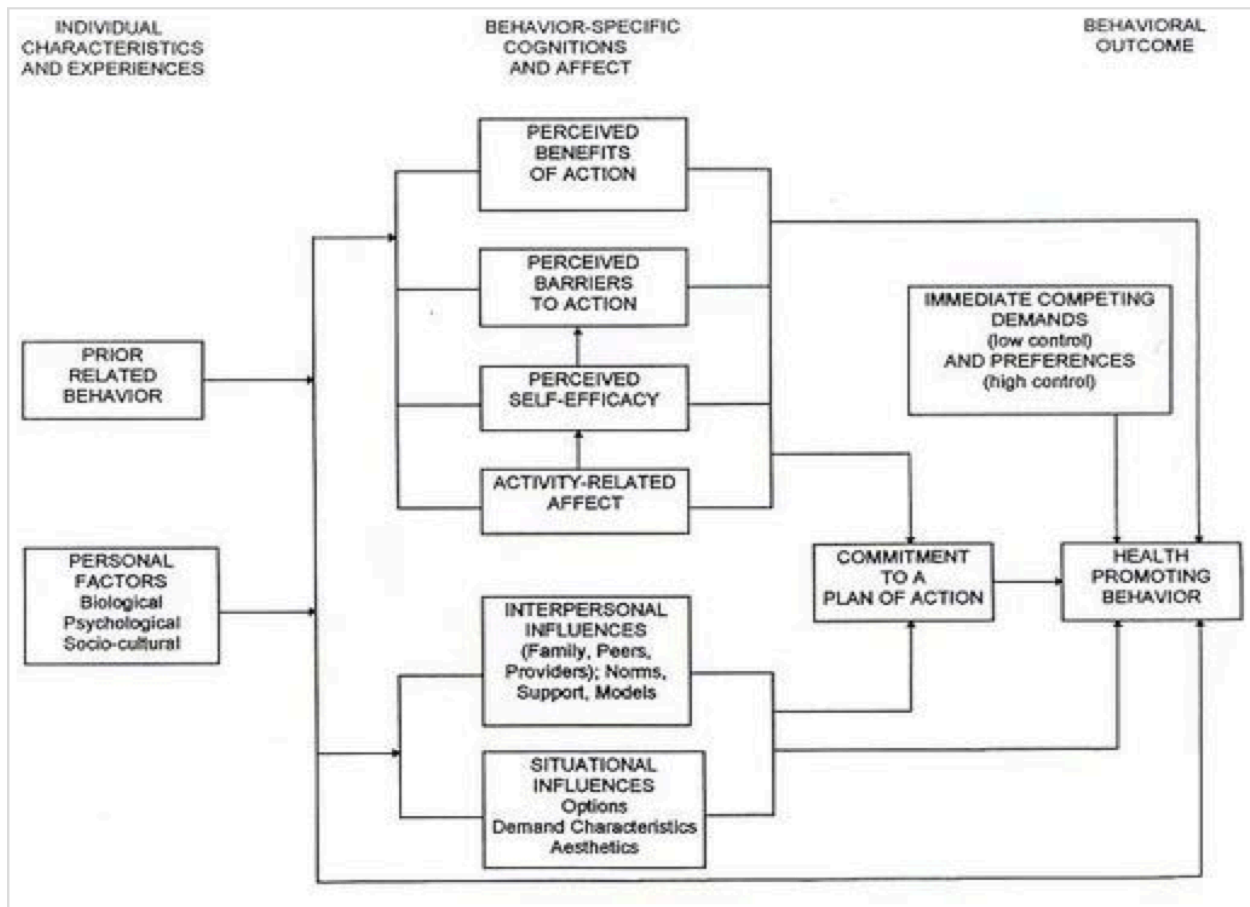 INDIVIDUAL
CHARACTERISTICS
AND EXPERIENCES
BEHAVIOR-SPECIFIC
COGNITIONS
AND AFFECT
BEHAVIORAL
OUTCOME
PERCEIVED
BENEFITS
OF ACTION
PERCEIVED
BARRIERS
TO ACTION
PERCEIVED
SELF-EFFICACY
ACTIVITY-RELATED
AFFECT
PRIOR
RELATED
BEHAVIOR
PERSONAL
FACTORS
Biological
Psychological
Socio-cultural
INTERPERSONAL
INFLUENCES
(Family, Peers,
Providers); Norms,
Support, Models
SITUATIONAL
INFLUENCES
Options
Demand Characteristics
Aesthetics
IMMEDIATE COMPETING
DEMANDS
(low control)
AND PREFERENCES
(high control)
COMMITMENT
TO A
PLAN OF ACTION
HEALTH
PROMOTING
BEHAVIOR